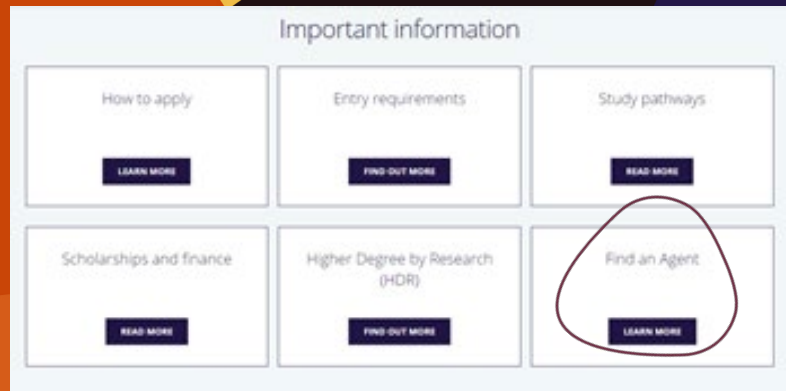 Important information
How to apply
LEARN MORE
Entry requirements
FIND OUT MORE
Study pathways
READ MORE
Scholarships and finance
READ MORE
Higher Degree by Research
(HDR)
FIND OUT MORE
Find an Agent
LEARN MORE